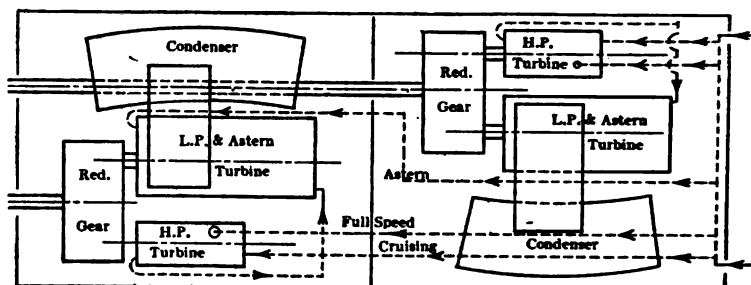 Condenser
L.P. & Astern
Turbine
Red.
Gear
H.P.
Turbine
H.P.
Turbine
Red.
Gear
L.P. & Astern
Turbine
Astern
Full Speed
Cruising
Condenser